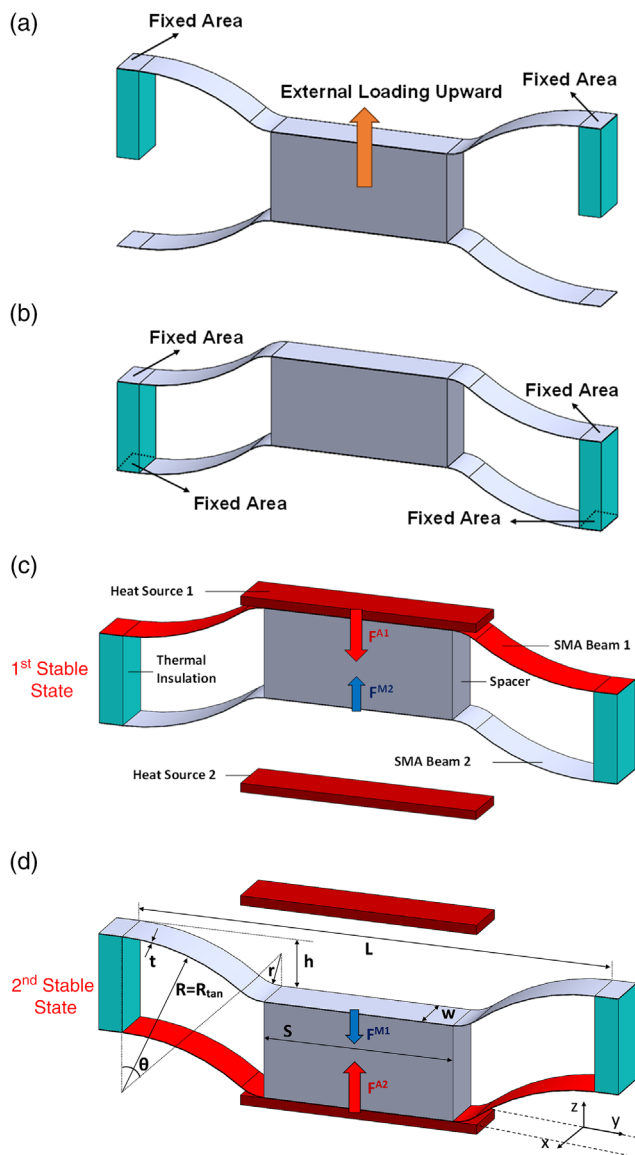 (a)
Fixed Area
External Loading Upward
Fixed Area
(b)
Fixed Area
Fixed Area
Fixed Area
Fixed Area
(c)
Heat Source 1
F^A1
SMA Beam 1
1st Stable
State
Thermal
Insulation
F^M2
Spacer
Heat Source 2
SMA Beam 2
(d)
L
2nd Stable
State
t
h
r
R=R_tan
w
S
F^M1
θ
F^A2
z
y
x